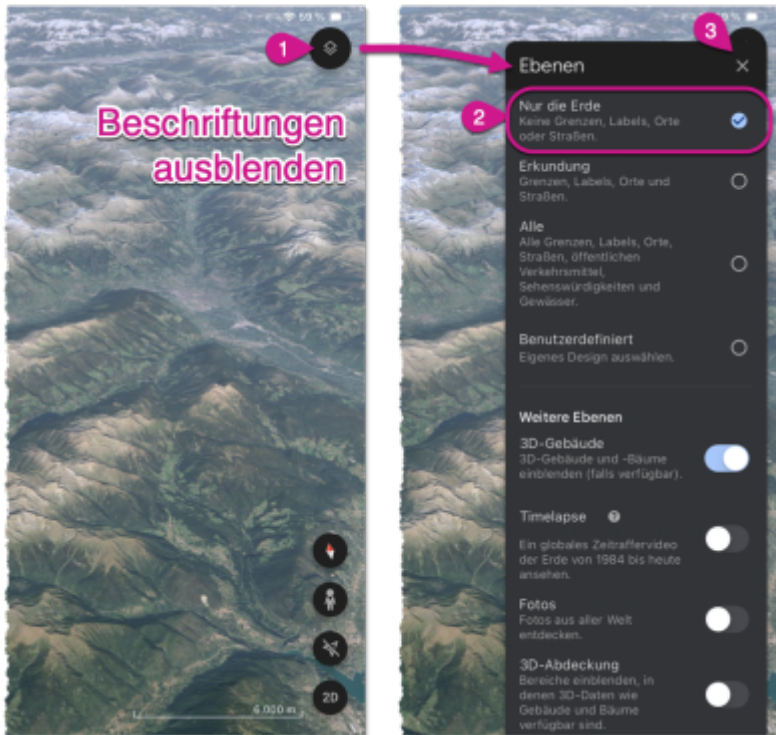 59 %
1
Beschriftungen
ausblenden
2D
6.000 m
3
Ebenen
2
Nur die Erde
Keine Grenzen, Labels, Orte
oder Straßen.
Erkundung
Grenzen, Labels, Orte und
Straßen.
Alle
Alle Grenzen, Labels, Orte,
Straßen, öffentlichen
Verkehrsmittel,
Sehenswürdigkeiten und
Gewässer.
Benutzerdefiniert
Eigenes Design auswählen.
Weitere Ebenen
3D-Gebäude
3D-Gebäude und -Bäume
einblenden (falls verfügbar).
Timelapse
Ein globales Zeitraffervideo
der Erde von 1984 bis heute
ansehen.
Fotos
Fotos aus aller Welt
entdecken.
3D-Abdeckung
Bereiche einblenden, in
denen 3D-Daten wie
Gebäude und Bäume
verfügbar sind.